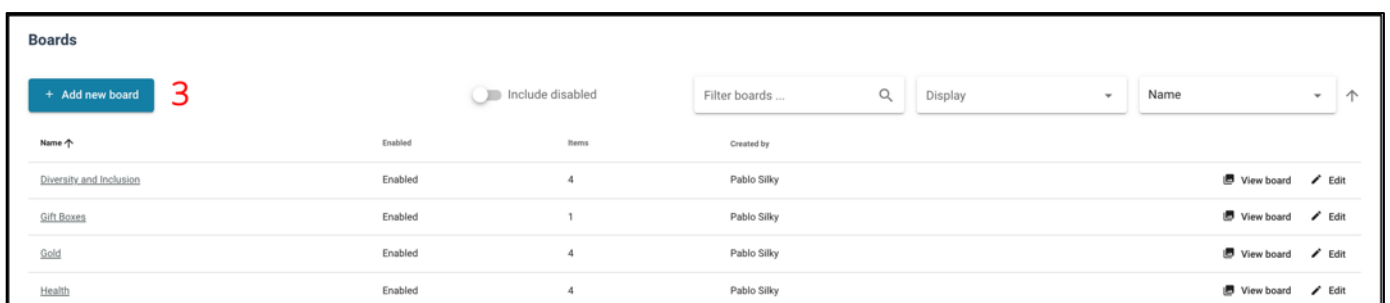 Boards
+ Add new board 3 Include disabled Filter boards ... Display Name
Name Enabled Items Created by
Diversity and Inclusion Enabled 4 Pablo Silky View board Edit
Gift Boxes Enabled 1 Pablo Silky View board Edit
Gold Enabled 4 Pablo Silky View board Edit
Health Enabled 4 Pablo Silky View board Edit